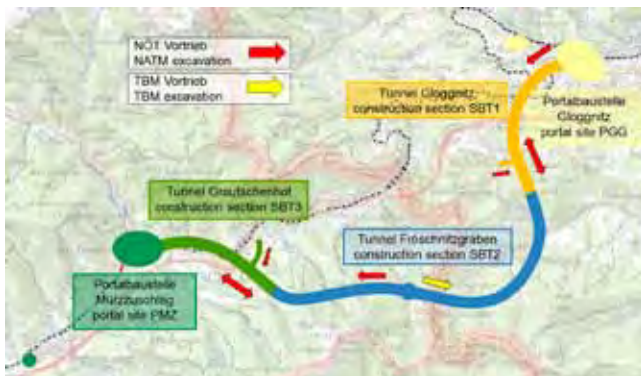 NÖT Vortrieb
NATM excavation
TBM Vortrieb
TBM excavation
Tunnel Gloggnitz
construction section SBT1
Portalbaustelle
Gloggnitz
portal site PGG
Tunnel Grautschenhof
construction section SBT3
Tunnel Fröschnitzgraben
construction section SBT2
Portalbaustelle
Mürzzuschlag
portal site PMZ